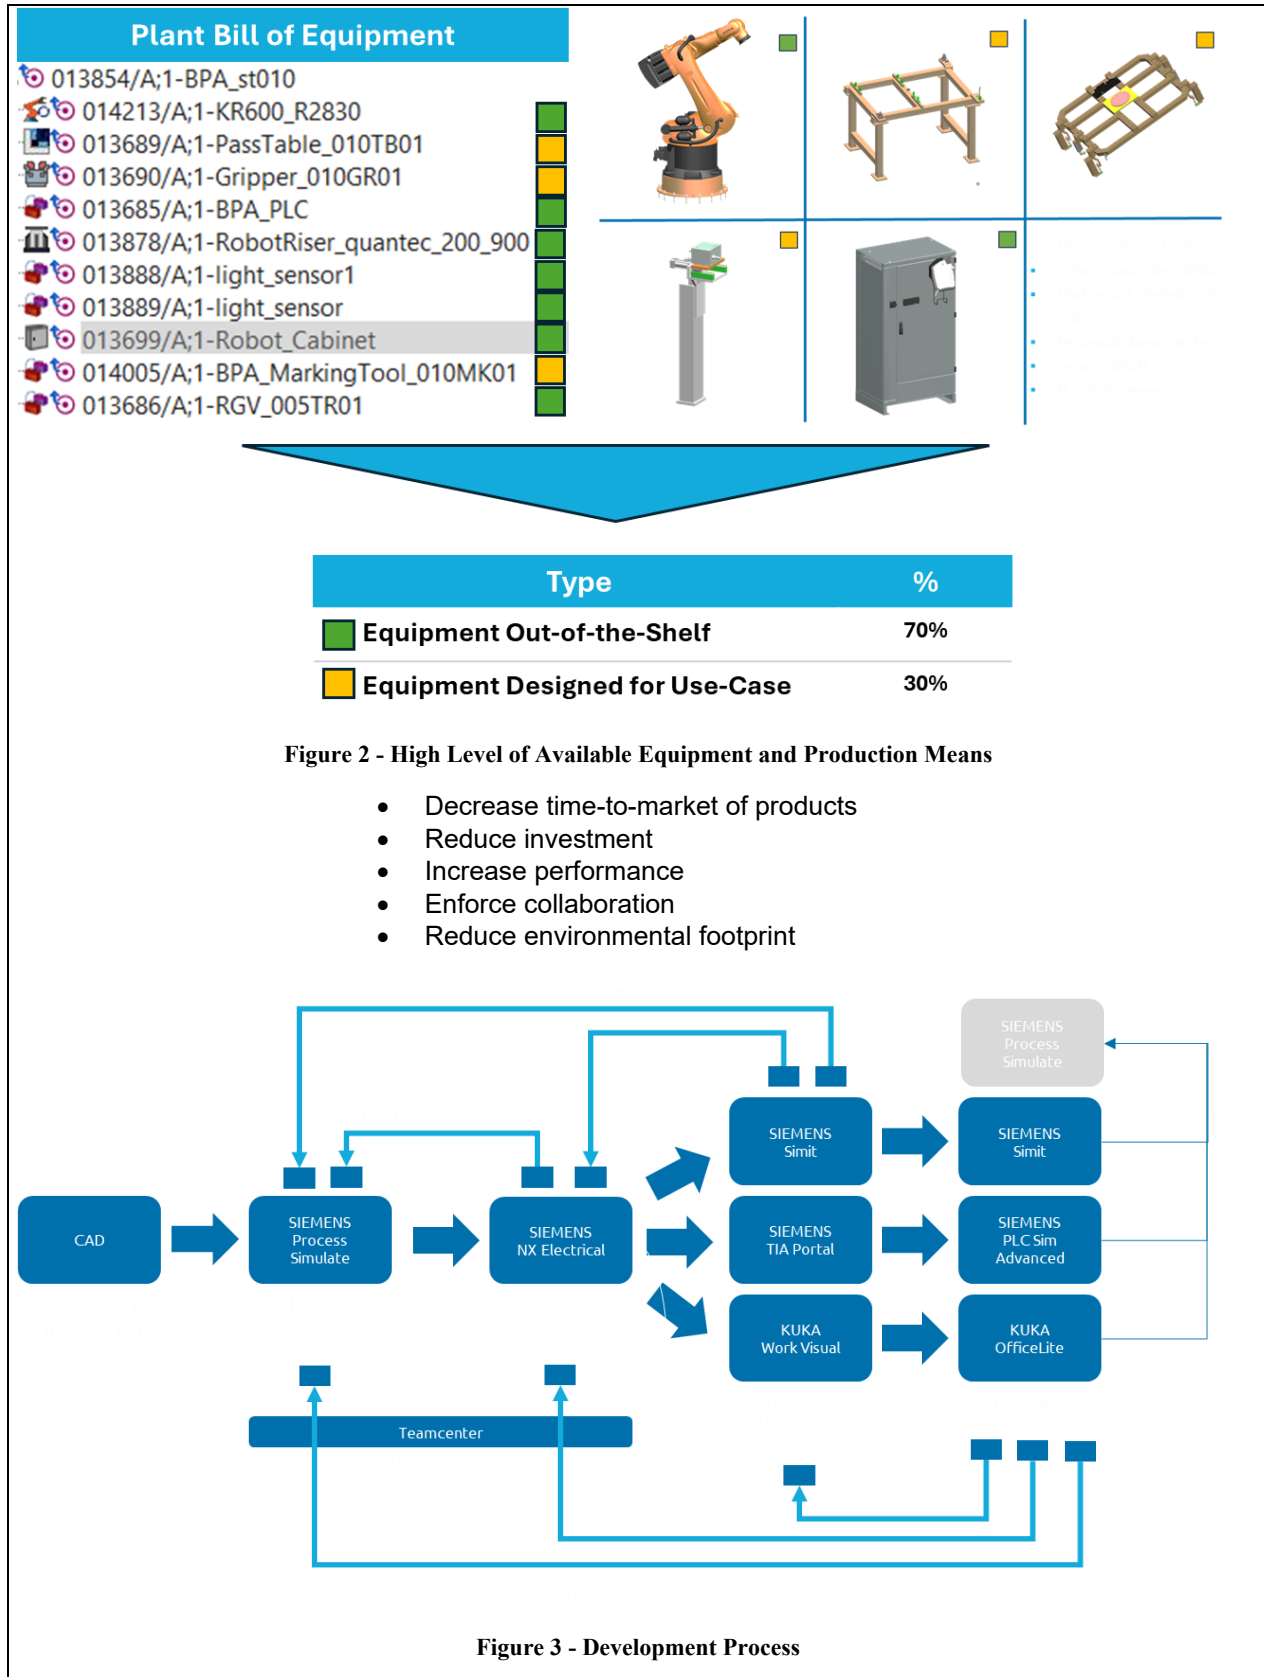 Plant Bill of Equipment
013854/A;1-BPA_st010
014213/A;1-KR600_R2830
013689/A;1-PassTable_010TB01
013690/A;1-Gripper_010GR01
013685/A;1-BPA_PLC
013878/A;1-RobotRiser_quantec_200_900
013888/A;1-light_sensor1
013889/A;1-light_sensor
013699/A;1-Robot_Cabinet
014005/A;1-BPA_MarkingTool_010MK01
013686/A;1-RGV_005TR01
Type %
Equipment Out-of-the-Shelf 70%
Equipment Designed for Use-Case 30%
Figure 2 - High Level of Available Equipment and Production Means
• Decrease time-to-market of products
• Reduce investment
• Increase performance
• Enforce collaboration
• Reduce environmental footprint
SIEMENS
Process
Simulate
SIEMENS
Simit
SIEMENS
Simit
CAD
SIEMENS
Process
Simulate
SIEMENS
NX Electrical
SIEMENS
TIA Portal
SIEMENS
PLC Sim
Advanced
KUKA
Work Visual
KUKA
OfficeLite
Teamcenter
Figure 3 - Development Process